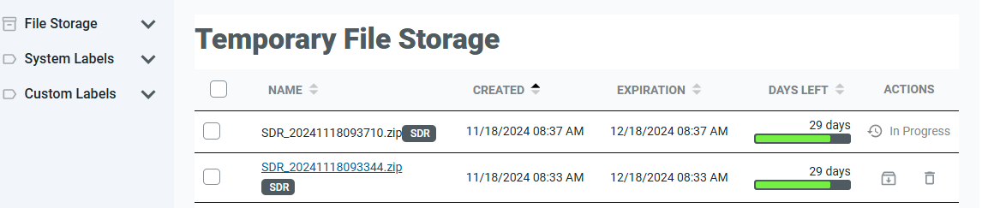 File Storage
System Labels
Custom Labels
Temporary File Storage
NAME CREATED EXPIRATION DAYS LEFT ACTIONS
SDR_20241118093710.zip SDR 11/18/2024 08:37 AM 12/18/2024 08:37 AM 29 days In Progress
SDR_20241118093344.zip 11/18/2024 08:33 AM 12/18/2024 08:33 AM 29 days
SDR